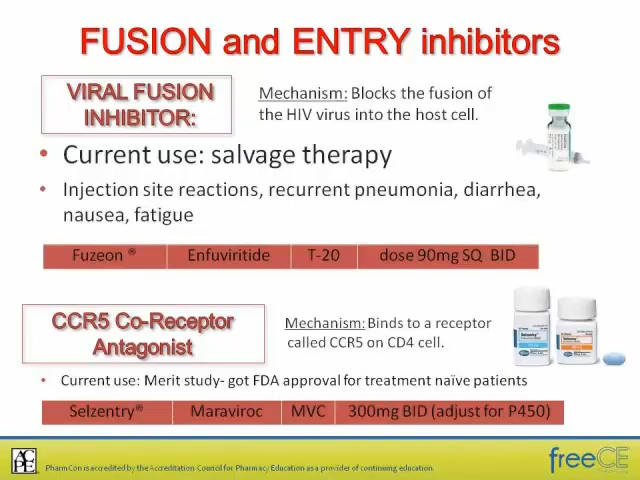 FUSION and ENTRY inhibitors
VIRAL FUSION
INHIBITOR:
Mechanism: Blocks the fusion of
the HIV virus into the host cell.
• Current use: salvage therapy
• Injection site reactions, recurrent pneumonia, diarrhea,
nausea, fatigue
Fuzeon ® Enfuviritide T-20 dose 90mg SQ BID
CCR5 Co-Receptor
Antagonist
Mechanism: Binds to a receptor
called CCR5 on CD4 cell.
• Current use: Merit study- got FDA approval for treatment naïve patients
Selzentry® Maraviroc MVC 300mg BID (adjust for P450)
ACPE
PharmCon is accredited by the Accreditation Council for Pharmacy Education as a provider of continuing education.
freeCE